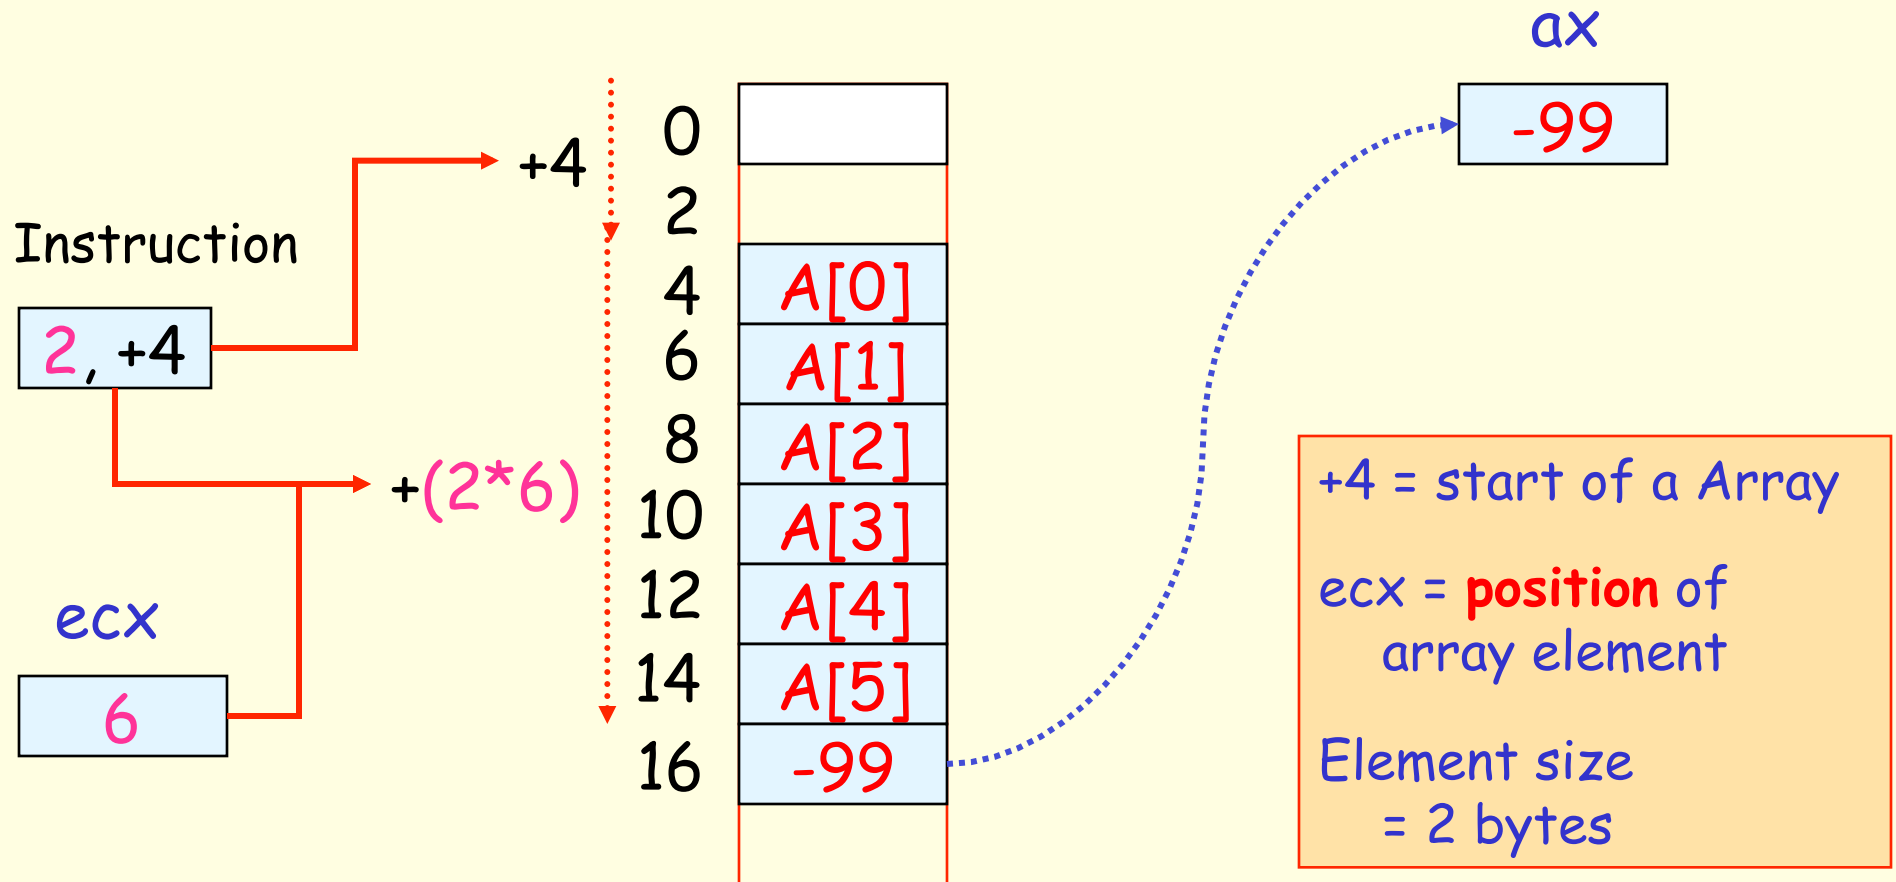 ax
-99
0
+4
2
Instruction
4
A[0]
2, +4
6
A[1]
8
A[2]
+(2*6)
10
A[3]
12
A[4]
ecx
14
A[5]
6
16
-99
+4 = start of a Array
ecx = position of
array element
Element size
= 2 bytes